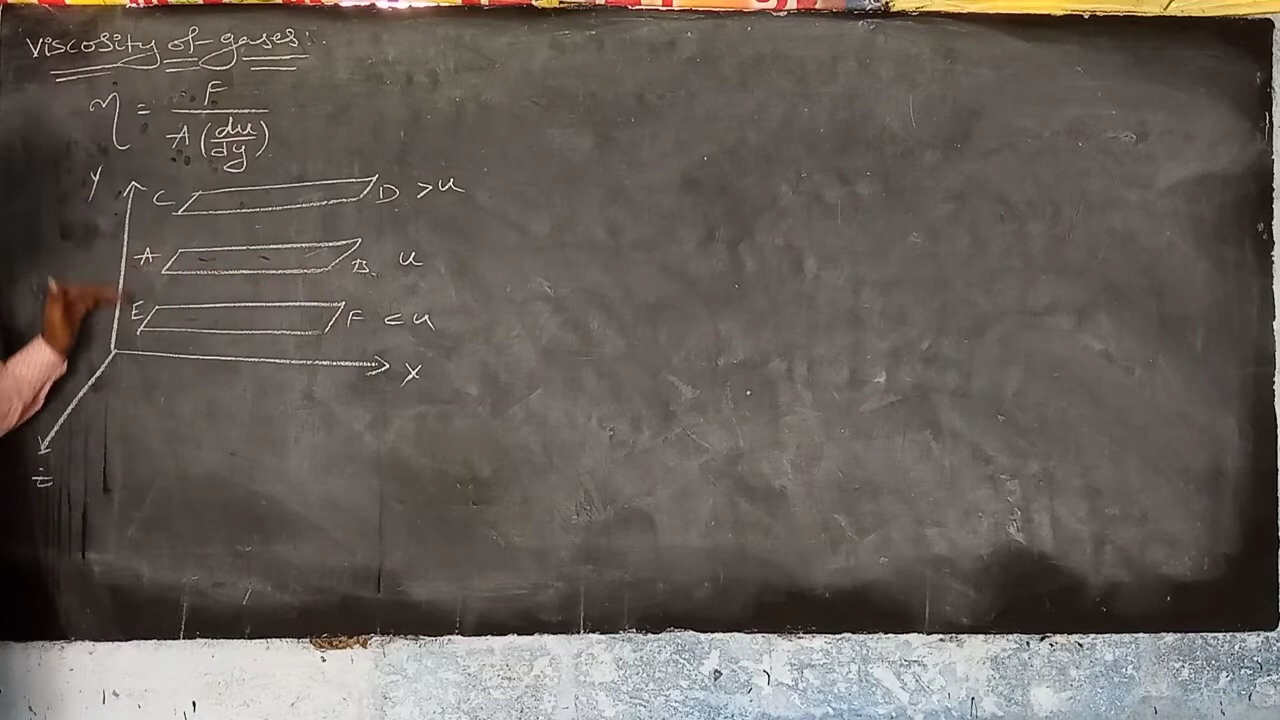 Viscosity of gases:
η = F / A (du/dy)
Y
C D > u
A B u
E F < u
X
z